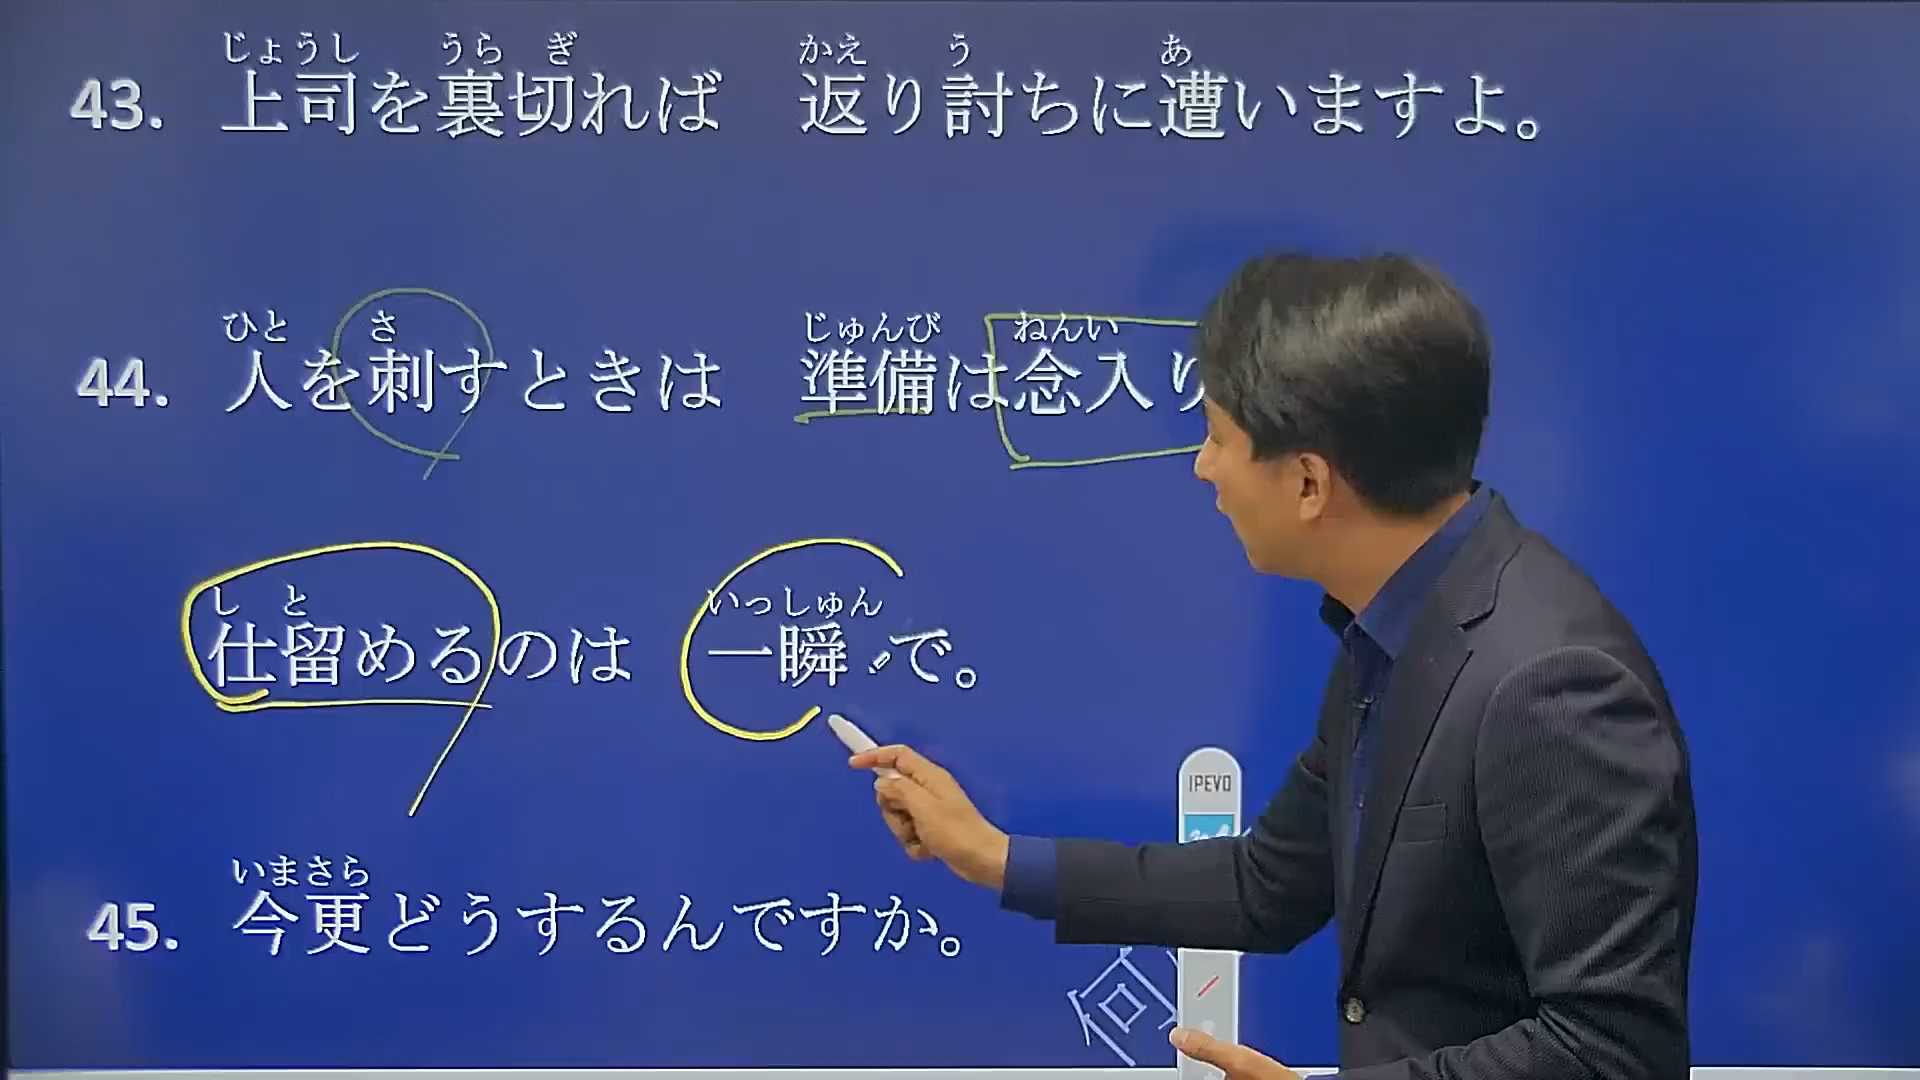 じょうし うら ぎ かえ う あ
43. 上司を裏切れば 返り討ちに遭いますよ。
ひと さ じゅんび ねんい
44. 人を刺すときは 準備は念入り
し と いっしゅん
仕留めるのは 一瞬で。
いまさら
45. 今更どうするんですか。
IPEVO
何